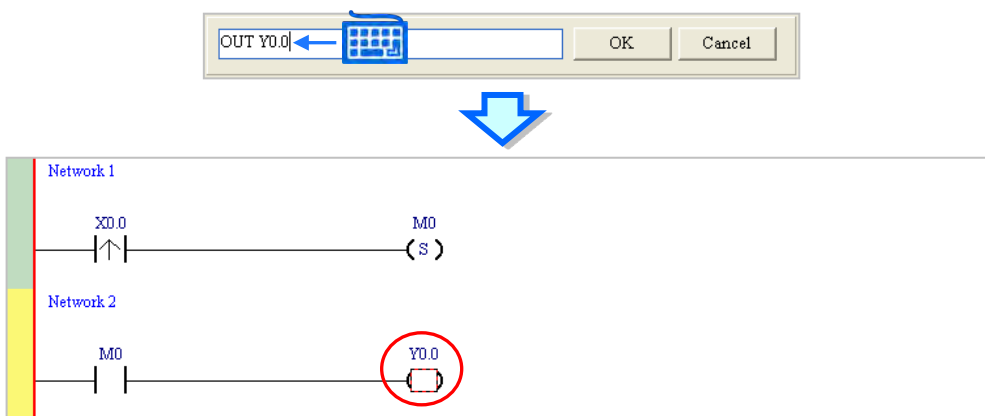 OUT Y0.0 OK Cancel
Network 1
X0.0 M0
S
Network 2
M0 Y0.0